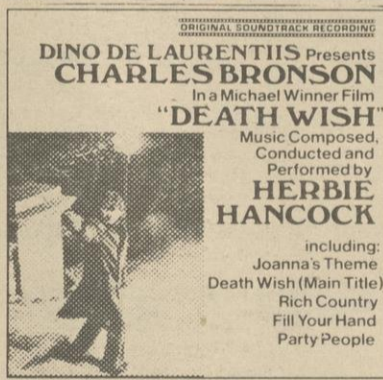 ORIGINAL SOUNDTRACK RECORDING
DINO DE LAURENTIIS Presents
CHARLES BRONSON
In a Michael Winner Film
“DEATH WISH”
Music Composed,
Conducted and
Performed by
HERBIE
HANCOCK
including:
Joanna's Theme
Death Wish (Main Title)
Rich Country
Fill Your Hand
Party People